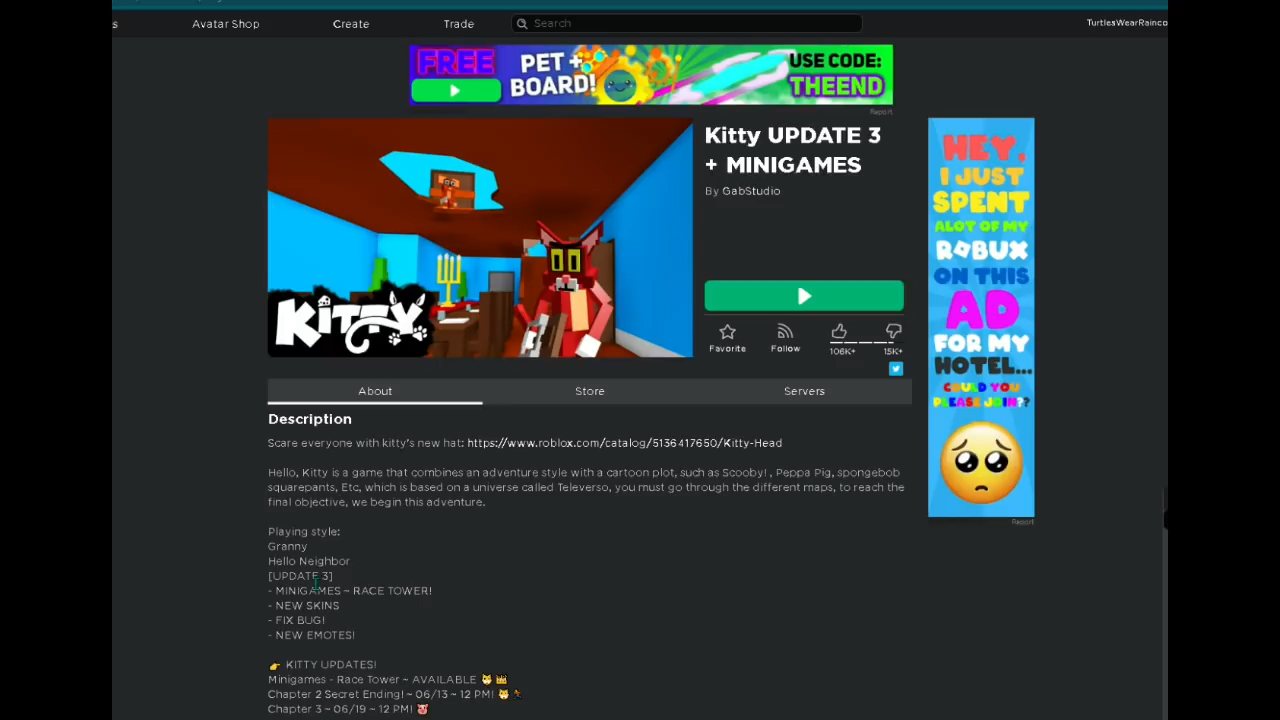 s Avatar Shop Create Trade Search TurtlesWearRainco
FREE PET + BOARD! USE CODE: THEEND
Report
Kitty UPDATE 3
+ MINIGAMES
By GabStudio
KITTY
Favorite Follow 106K+ 15K+
HEY,
I JUST
SPENT
ALOT OF MY
ROBUX
ON THIS
AD
FOR MY
HOTEL...
COULD YOU
PLEASE JOIN??
Report
About Store Servers
Description
Scare everyone with kitty's new hat: https://www.roblox.com/catalog/5136417650/Kitty-Head
Hello, Kitty is a game that combines an adventure style with a cartoon plot, such as Scooby! , Peppa Pig, spongebob
squarepants, Etc, which is based on a universe called Televerso, you must go through the different maps, to reach the
final objective, we begin this adventure.
Playing style:
Granny
Hello Neighbor
[UPDATE 3]
- MINIGAMES ~ RACE TOWER!
- NEW SKINS
- FIX BUG!
- NEW EMOTES!
👉 KITTY UPDATES!
Minigames - Race Tower ~ AVAILABLE 🐱 👑
Chapter 2 Secret Ending! ~ 06/13 ~ 12 PM! 🐱
Chapter 3 ~ 06/19 ~ 12 PM! 🐷